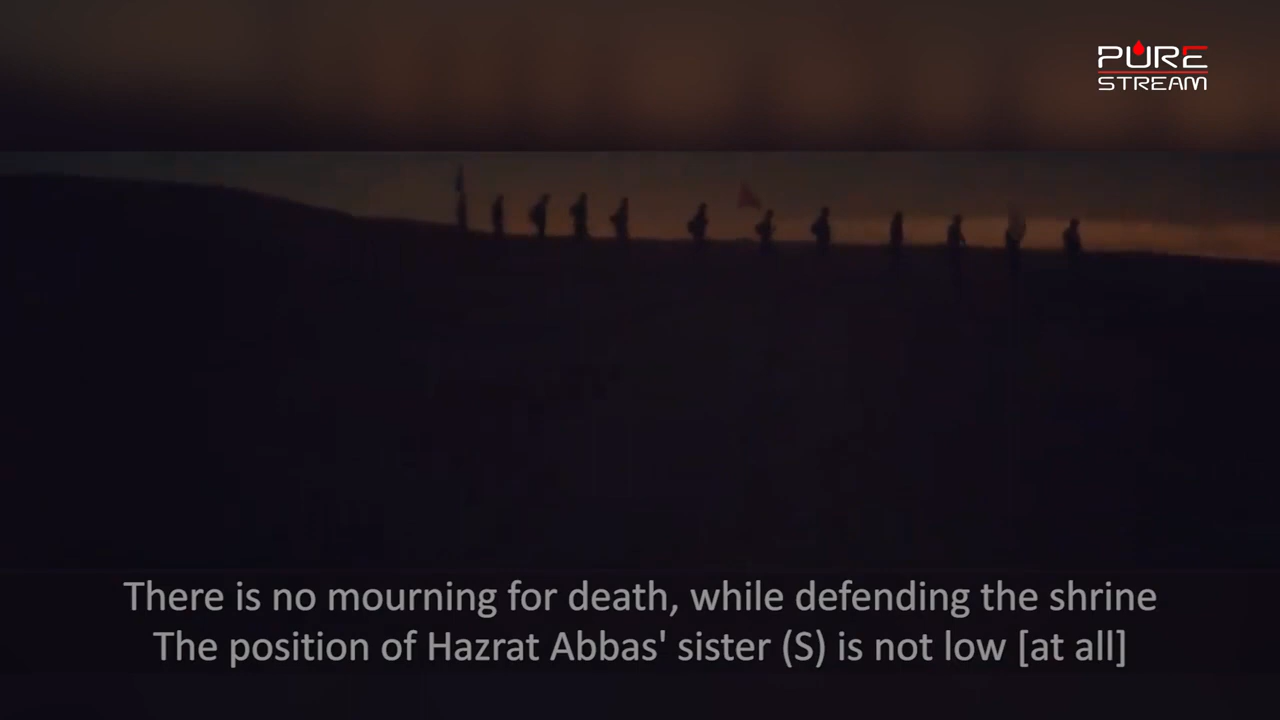 PURE
STREAM
There is no mourning for death, while defending the shrine
The position of Hazrat Abbas' sister (S) is not low [at all]